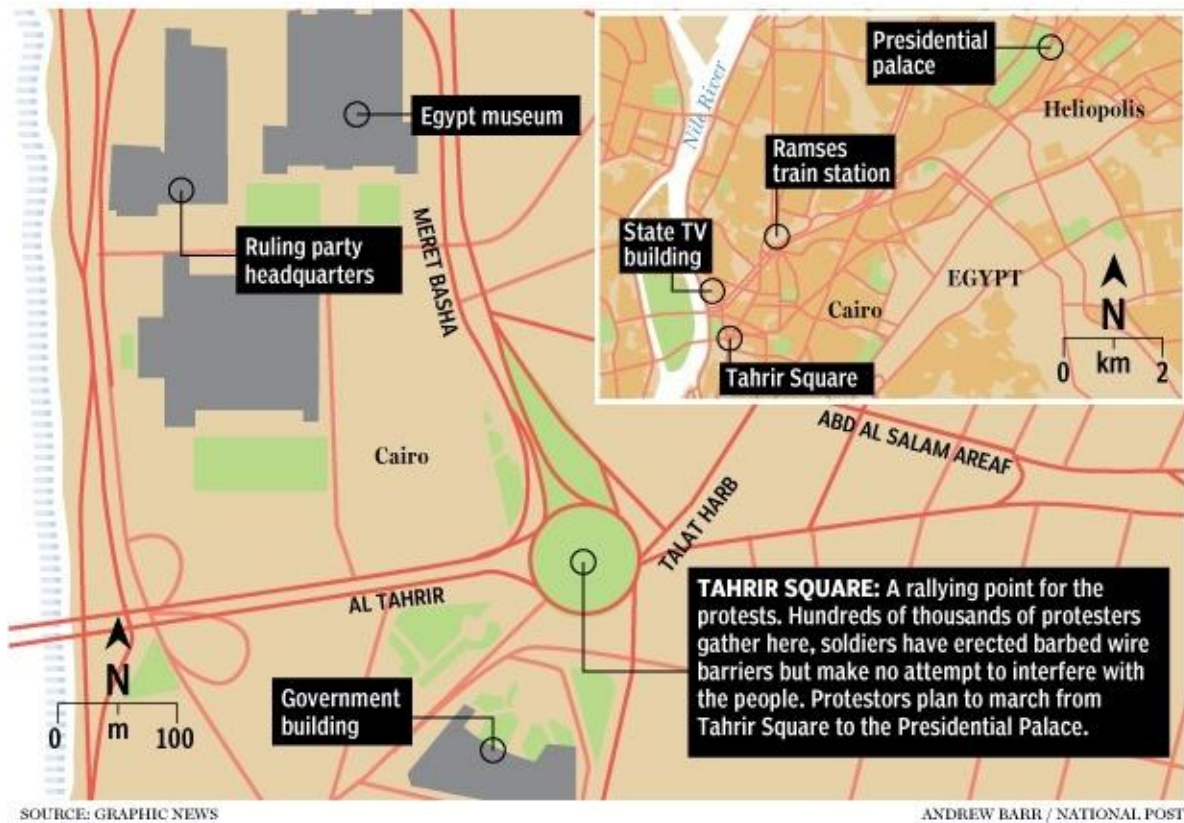 Egypt museum
Ruling party
headquarters
MERET BASHA
Cairo
AL TAHRIR
TALAT HARB
ABD AL SALAM AREAF
Government
building
N
0 m 100
Presidential
palace
Heliopolis
Nile River
Ramses
train station
State TV
building
EGYPT
Cairo
Tahrir Square
N
0 km 2
TAHRIR SQUARE: A rallying point for the
protests. Hundreds of thousands of protesters
gather here, soldiers have erected barbed wire
barriers but make no attempt to interfere with
the people. Protestors plan to march from
Tahrir Square to the Presidential Palace.
SOURCE: GRAPHIC NEWS
ANDREW BARR / NATIONAL POST